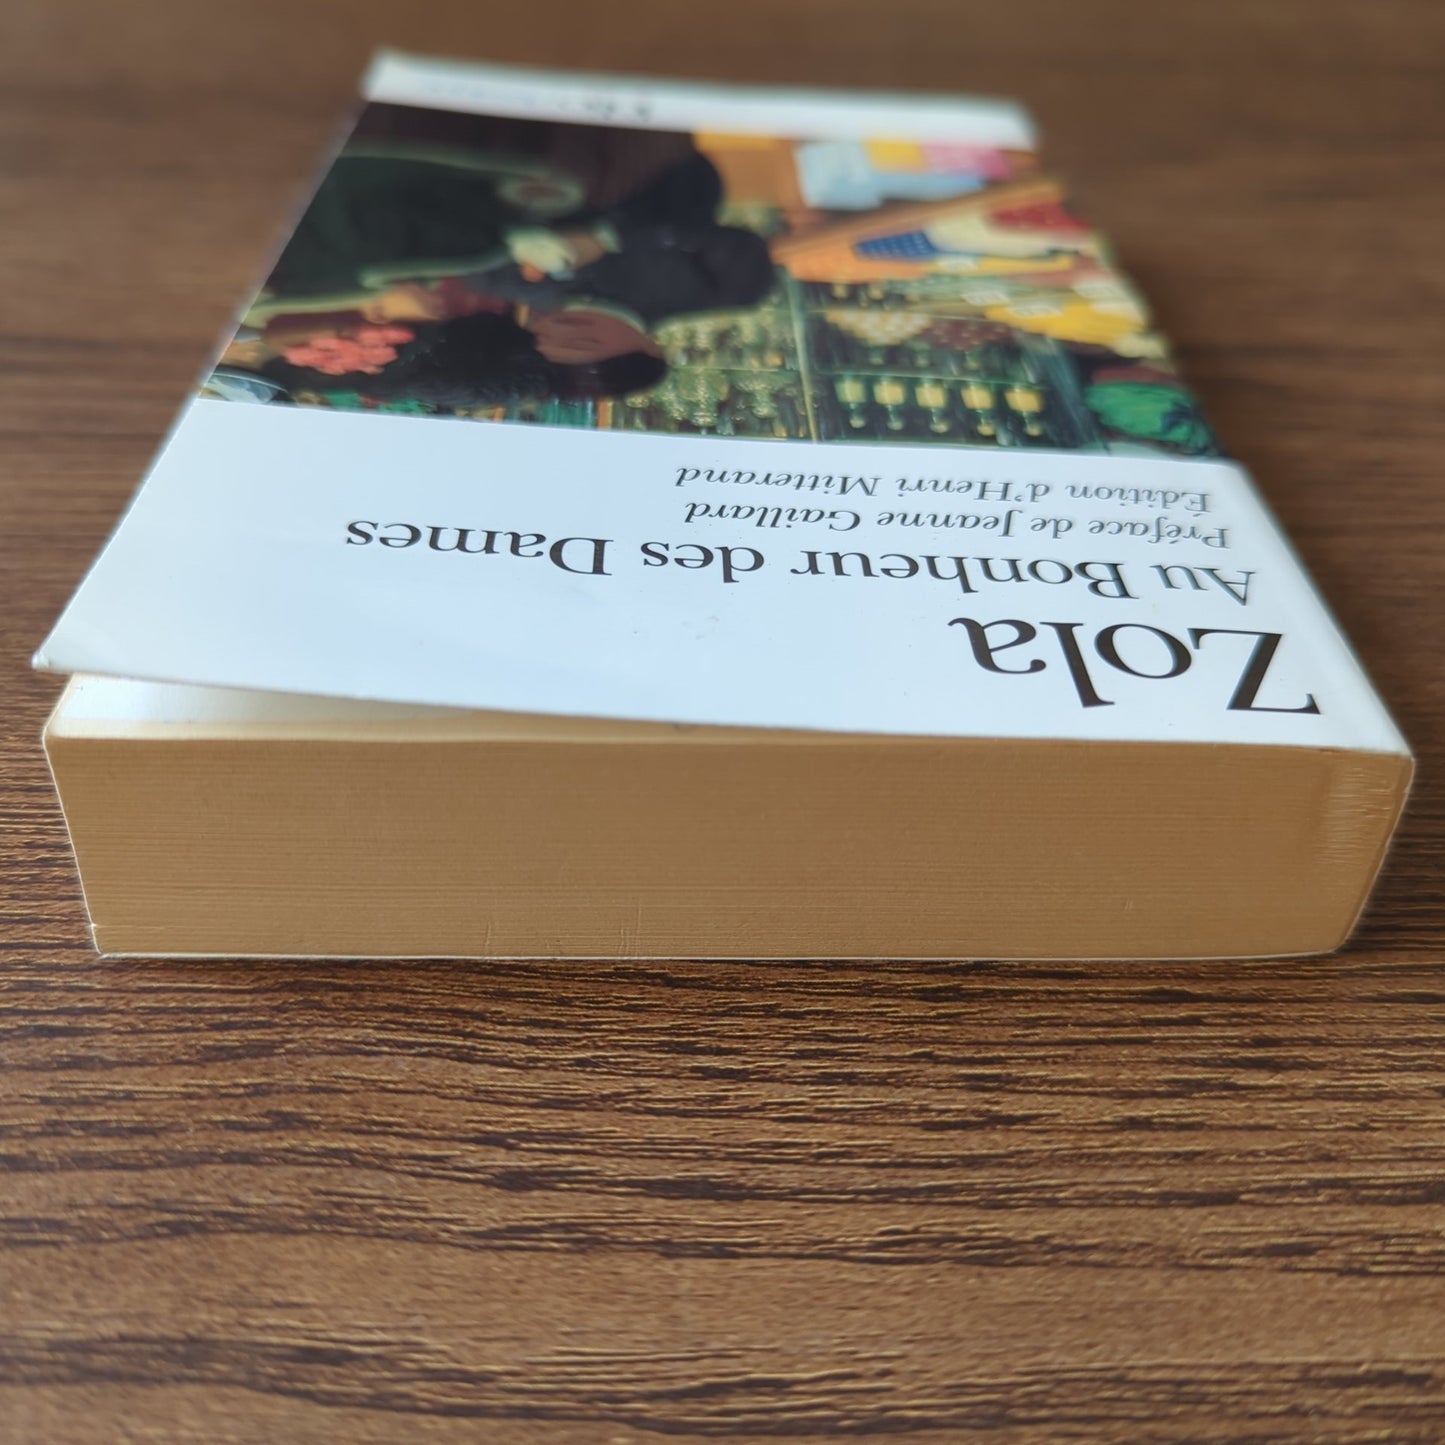 Zola
Au Bonheur des Dames
Préface de Jeanne Gaillard
Édition d'Henri Mitterand